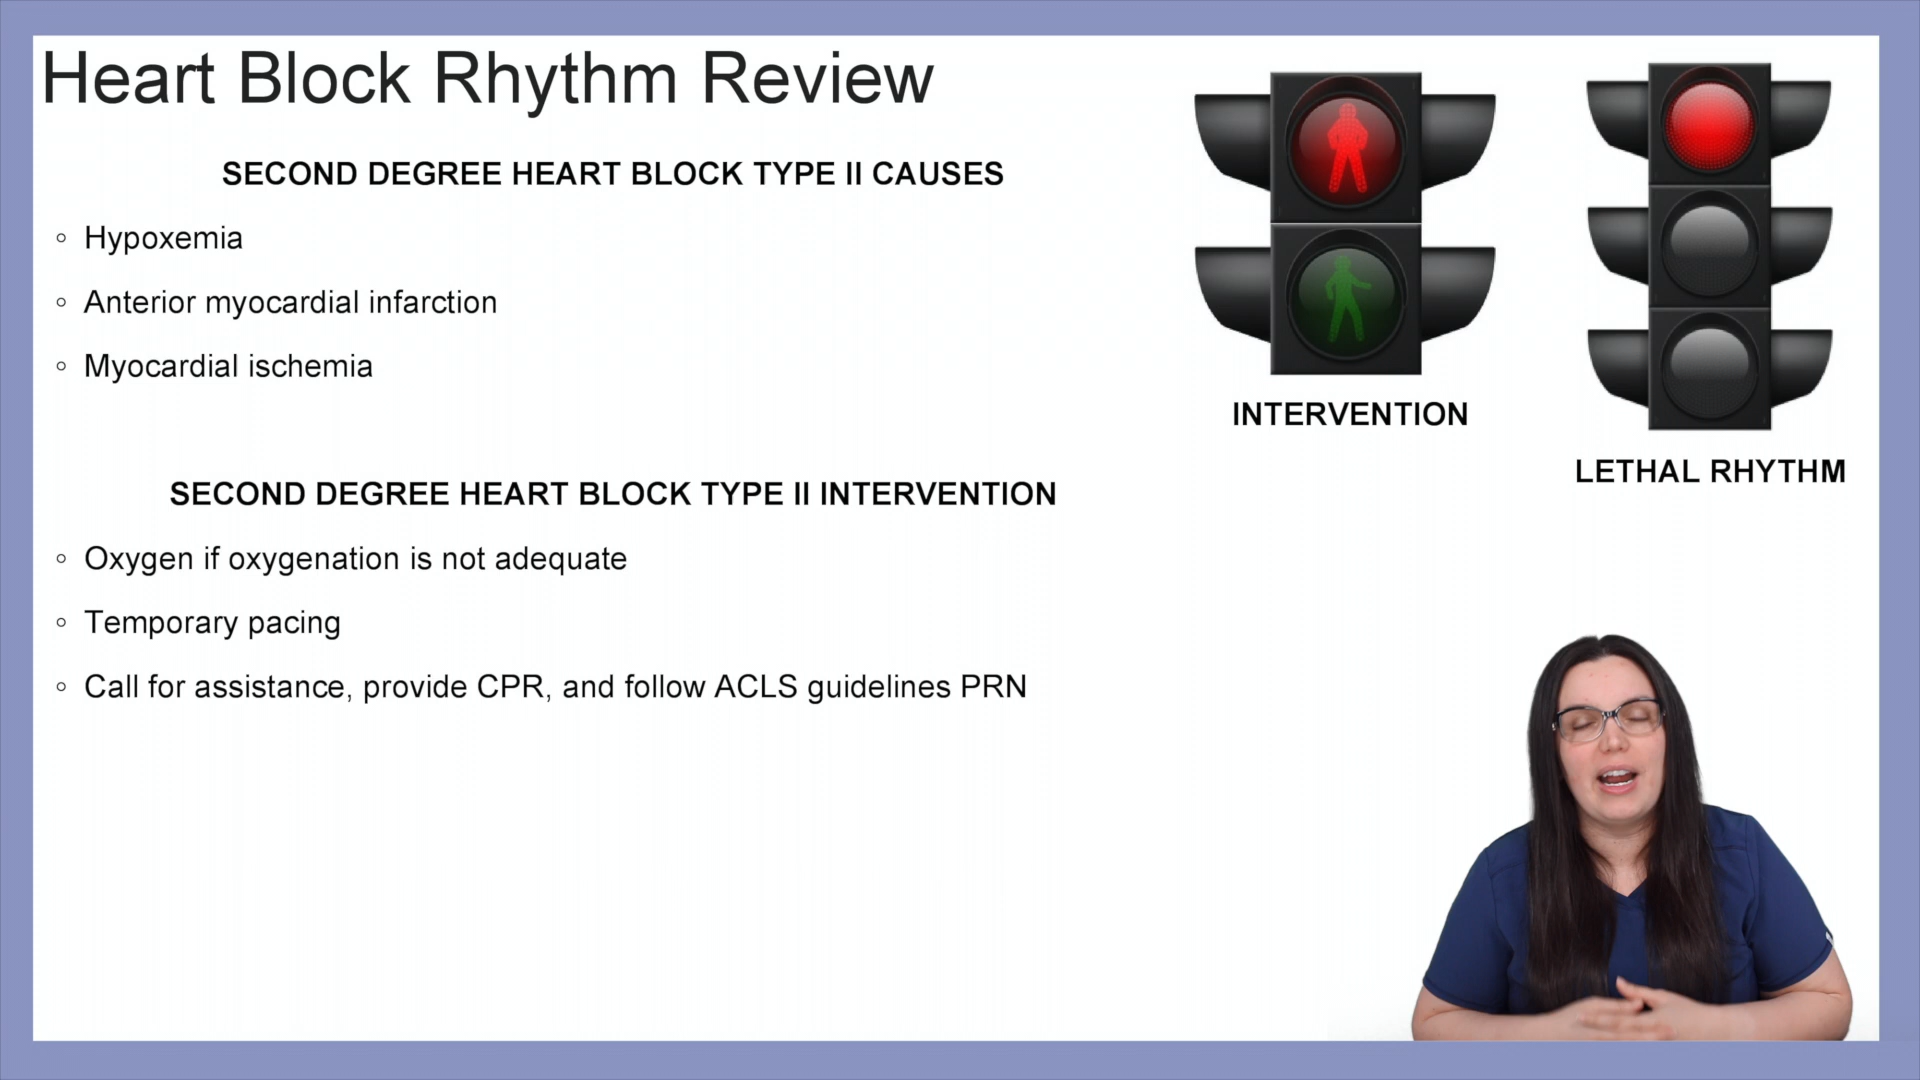 Heart Block Rhythm Review
SECOND DEGREE HEART BLOCK TYPE II CAUSES
◦ Hypoxemia
◦ Anterior myocardial infarction
◦ Myocardial ischemia
SECOND DEGREE HEART BLOCK TYPE II INTERVENTION
◦ Oxygen if oxygenation is not adequate
◦ Temporary pacing
◦ Call for assistance, provide CPR, and follow ACLS guidelines PRN
INTERVENTION
LETHAL RHYTHM